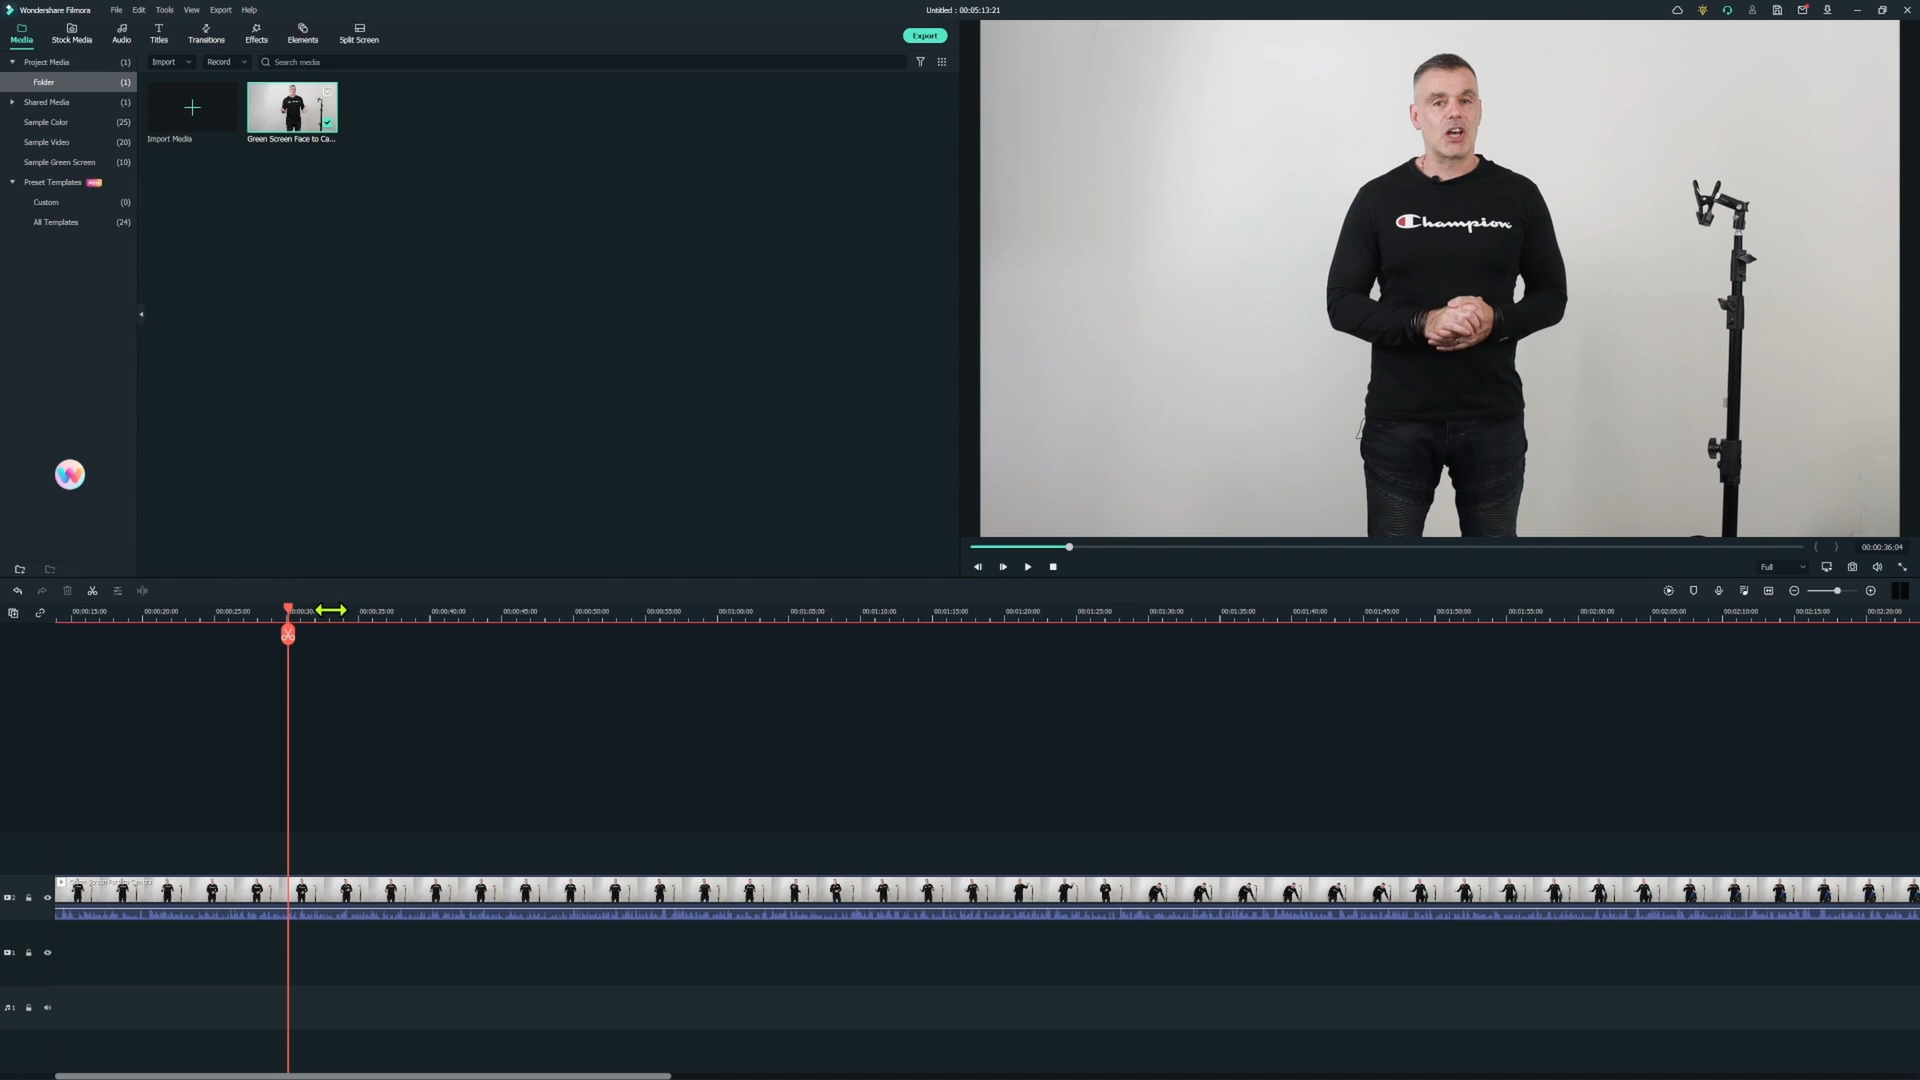 Wondershare Filmora File Edit Tools View Export Help Untitled : 00:05:13:21
Media Stock Media Audio Titles Transitions Effects Elements Split Screen Export
Project Media (1) Import Record Search media
Folder (1)
Shared Media (1)
Sample Color (25)
Sample Video (20)
Import Media Green Screen Face to Ca...
Sample Green Screen (10)
Preset Templates New
Custom (0)
All Templates (24)
Champion
00:00:36:04
Full
00:00:15:00 00:00:20:00 00:00:25:00 00:00:30: 00:00:35:00 00:00:40:00 00:00:45:00 00:00:50:00 00:00:55:00 00:01:00:00 00:01:05:00 00:01:10:00 00:01:15:00 00:01:20:00 00:01:25:00 00:01:30:00 00:01:35:00 00:01:40:00 00:01:45:00 00:01:50:00 00:01:55:00 00:02:00:00 00:02:05:00 00:02:10:00 00:02:15:00 00:02:20:00
2
1
1